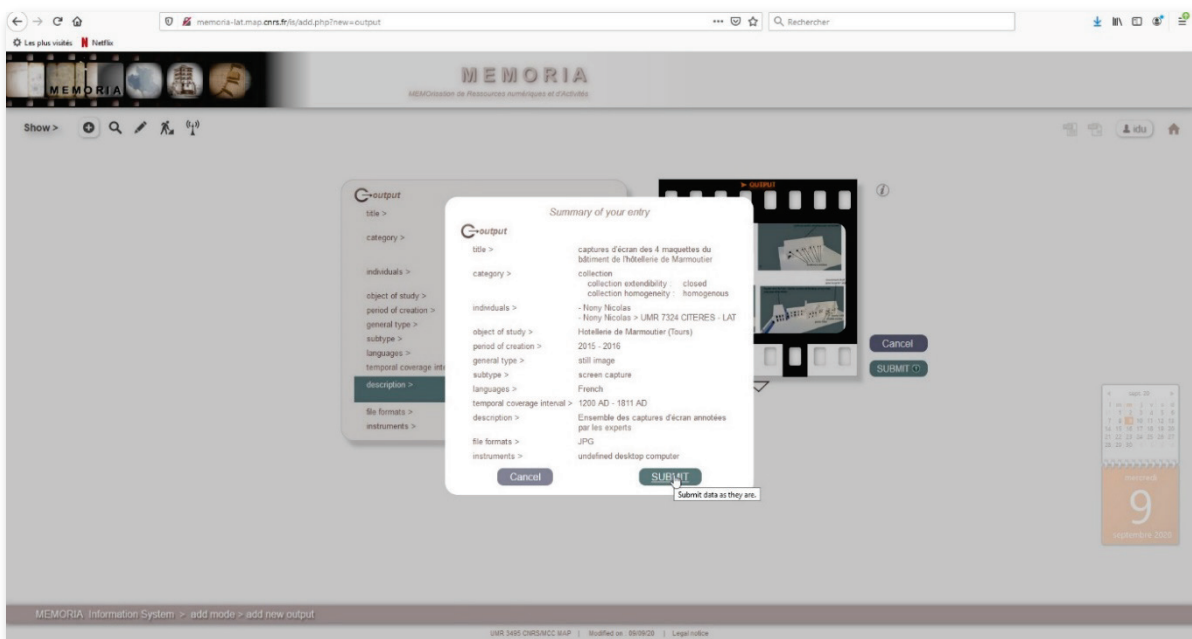 memoria-lat.map.cnrs.fr/is/add.php?new=output
Rechercher
Les plus visités
Netflix
MEMORIA
MEMORIA
MEMOrisation de Ressources numérIques et d'Activités
Show >
idu
output
title >
category >
individuals >
object of study >
period of creation >
general type >
subtype >
languages >
temporal coverage inte
description >
file formats >
instruments >
OUTPUT
Cancel
SUBMIT
Summary of your entry
output
title > captures d'écran des 4 maquettes du
bâtiment de l'hôtellerie de Marmoutier
category > collection
collection extendibility : closed
collection homogeneity : homogenous
individuals > - Nony Nicolas
- Nony Nicolas > UMR 7324 CITERES - LAT
object of study > Hotellerie de Marmoutier (Tours)
period of creation > 2015 - 2016
general type > still image
subtype > screen capture
languages > French
temporal coverage interval > 1200 AD - 1811 AD
description > Ensemble des captures d'écran annotées
par les experts
file formats > JPG
instruments > undefined desktop computer
Cancel
SUBMIT
Submit data as they are.
sept. 20
mercredi
9
septembre 2020
MEMORIA Information System > add mode > add new output
UMR 3495 CNRS/MCC MAP | Modified on : 09/09/20 | Legal notice